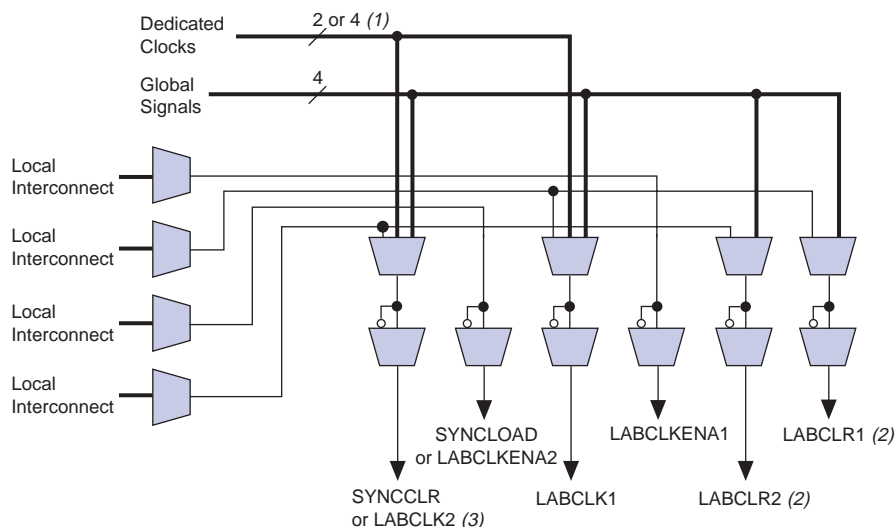 Dedicated
Clocks
2 or 4 (1)
Global
Signals
4
Local
Interconnect
Local
Interconnect
Local
Interconnect
Local
Interconnect
SYNCLOAD
or LABCLKENA2
LABCLKENA1
LABCLR1 (2)
SYNCCLR
or LABCLK2 (3)
LABCLK1
LABCLR2 (2)